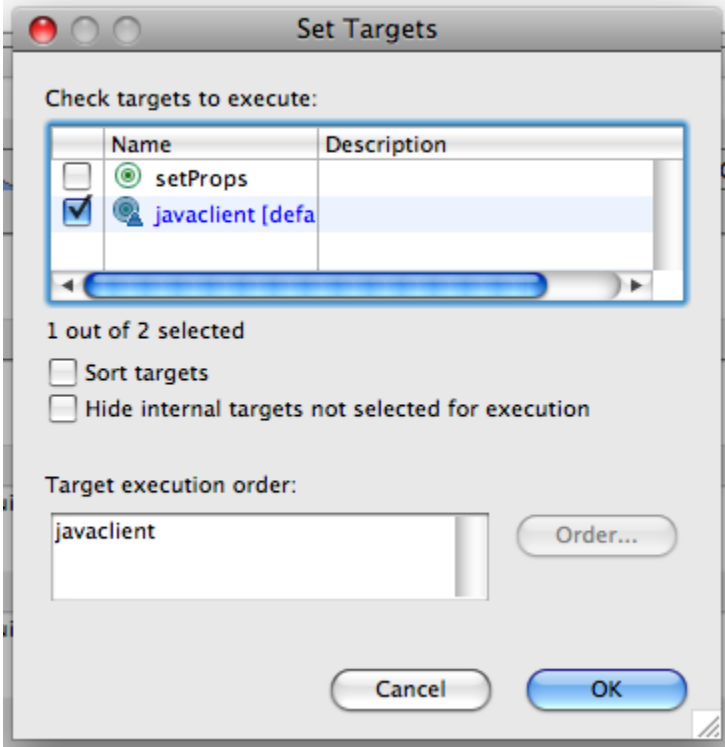 Set Targets
Check targets to execute:
Name Description
setProps
javaclient [defa
1 out of 2 selected
Sort targets
Hide internal targets not selected for execution
Target execution order:
javaclient
Order...
Cancel OK